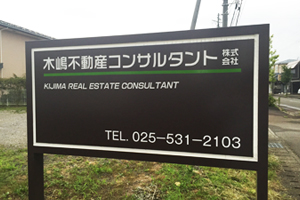 木嶋不動産コンサルタント株式会社
KIJIMA REAL ESTATE CONSULTANT
TEL. 025-531-2103